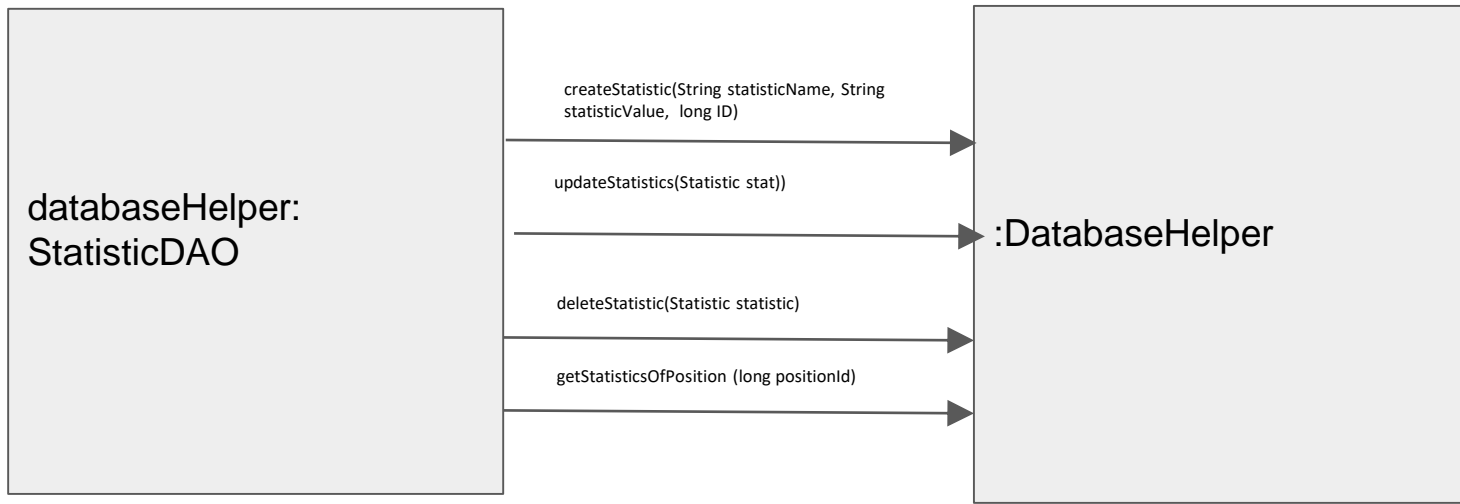 databaseHelper:
StatisticDAO
createStatistic(String statisticName, String
statisticValue, long ID)
updateStatistics(Statistic stat))
deleteStatistic(Statistic statistic)
getStatisticsOfPosition (long positionId)
:DatabaseHelper